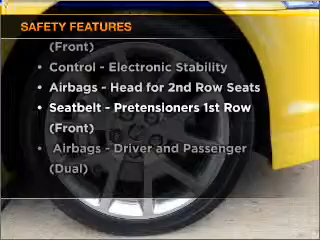 SAFETY FEATURES
(Front)
• Control - Electronic Stability
• Airbags - Head for 2nd Row Seats
• Seatbelt - Pretensioners 1st Row
(Front)
• Airbags - Driver and Passenger
(Dual)